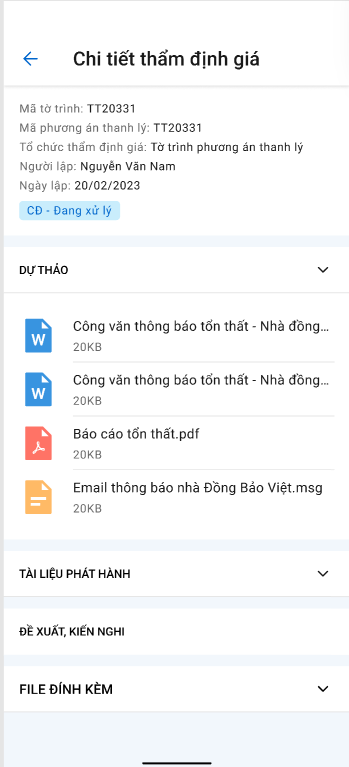 Chi tiết thẩm định giá
Mã tờ trình: TT20331
Mã phương án thanh lý: TT20331
Tổ chức thẩm định giá: Tờ trình phương án thanh lý
Người lập: Nguyễn Văn Nam
Ngày lập: 20/02/2023
CĐ - Đang xử lý
DỰ THẢO
W
Công văn thông báo tổn thất - Nhà đồng...
20KB
W
Công văn thông báo tổn thất - Nhà đồng...
20KB
Báo cáo tổn thất.pdf
20KB
Email thông báo nhà Đồng Bảo Việt.msg
20KB
TÀI LIỆU PHÁT HÀNH
ĐỀ XUẤT, KIẾN NGHI
FILE ĐÍNH KÈM